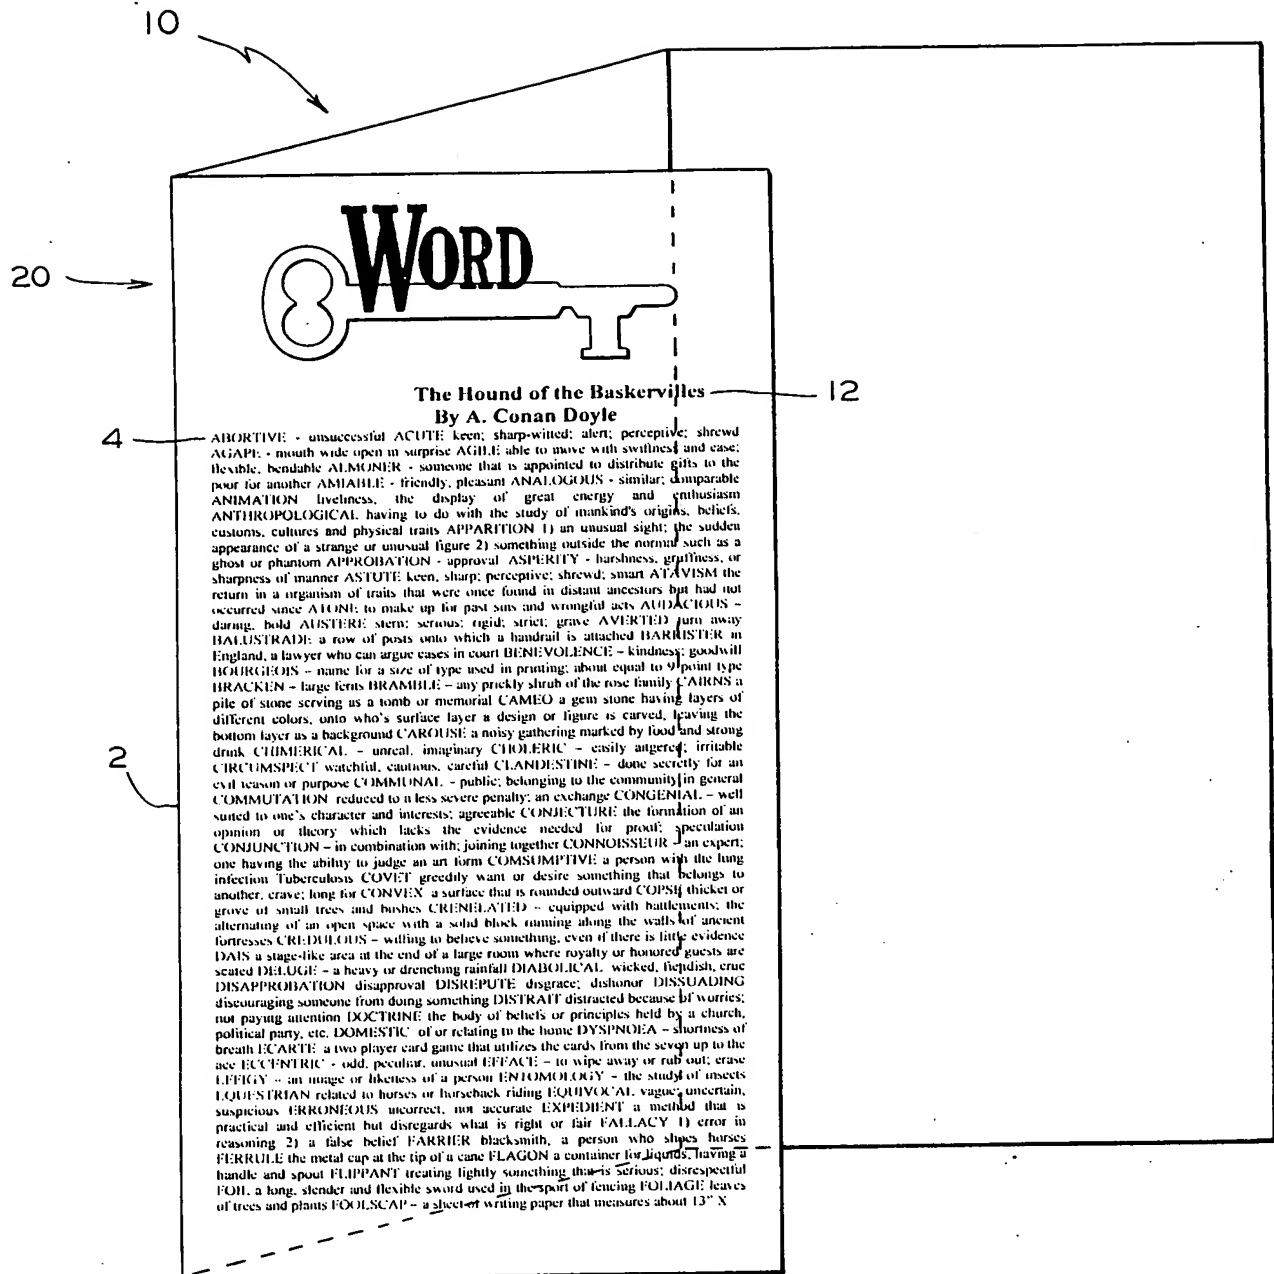 10
WORD
20
The Hound of the Baskervilles
12
By A. Conan Doyle
4
ABORTIVE - unsuccessful ACUTE keen; sharp-witted; alert; perceptive; shrewd
AGAPE - mouth wide open in surprise AGILE able to move with swiftness and ease;
flexible, bendable ALMONER - someone that is appointed to distribute gifts to the
poor for another AMIABLE - friendly, pleasant ANALOGOUS - similar; comparable
ANIMATION liveliness, the display of great energy and enthusiasm
ANTHROPOLOGICAL having to do with the study of mankind's origins, beliefs,
customs, cultures and physical traits APPARITION 1) an unusual sight; the sudden
appearance of a strange or unusual figure 2) something outside the normal such as a
ghost or phantom APPROBATION - approval ASPERITY - harshness, gruffness, or
sharpness of manner ASTUTE keen, sharp; perceptive; shrewd; smart ATAVISM the
return in a organism of traits that were once found in distant ancestors but had not
occurred since ATONE to make up for past sins and wrongful acts AUDACIOUS –
daring, bold AUSTERE stern; serious; rigid; strict; grave AVERTED turn away
BALUSTRADE a row of posts onto which a handrail is attached BARRISTER in
England, a lawyer who can argue cases in court BENEVOLENCE – kindness; goodwill
BOURGEOIS – name for a size of type used in printing; about equal to 9 point type
BRACKEN – large ferns BRAMBLE – any prickly shrub of the rose family CAIRNS a
pile of stone serving as a tomb or memorial CAMEO a gem stone having layers of
different colors, onto who's surface layer a design or figure is carved, leaving the
bottom layer as a background CAROUSE a noisy gathering marked by food and strong
drink CHIMERICAL – unreal, imaginary CHOLERIC – easily angered; irritable
CIRCUMSPECT watchful, cautious, careful CLANDESTINE – done secretly for an
evil reason or purpose COMMUNAL - public; belonging to the community in general
2
COMMUTATION reduced to a less severe penalty; an exchange CONGENIAL – well
suited to one's character and interests; agreeable CONJECTURE the formation of an
opinion or theory which lacks the evidence needed for proof; speculation
CONJUNCTION – in combination with; joining together CONNOISSEUR – an expert;
one having the ability to judge an art form COMSUMPTIVE a person with the lung
infection Tuberculosis COVET greedily want or desire something that belongs to
another, crave; long for CONVEX a surface that is rounded outward COPSE thicket or
grove of small trees and bushes CRENELATED – equipped with battlements; the
alternating of an open space with a solid block running along the walls of ancient
fortresses CREDULOUS – willing to believe something, even if there is little evidence
DAIS a stage-like area at the end of a large room where royalty or honored guests are
seated DELUGE – a heavy or drenching rainfall DIABOLICAL wicked, fiendish, cruc
DISAPPROBATION disapproval DISREPUTE disgrace; dishonor DISSUADING
discouraging someone from doing something DISTRAIT distracted because of worries;
not paying attention DOCTRINE the body of beliefs or principles held by a church,
political party, etc. DOMESTIC of or relating to the home DYSPNOEA – shortness of
breath ECARTE a two player card game that utilizes the cards from the seven up to the
ace ECCENTRIC - odd, peculiar, unusual EFFACE – to wipe away or rub out; erase
EFFIGY – an image or likeness of a person ENTOMOLOGY – the study of insects
EQUESTRIAN related to horses or horseback riding EQUIVOCAL vague; uncertain,
suspicious ERRONEOUS incorrect, not accurate EXPEDIENT a method that is
practical and efficient but disregards what is right or fair FALLACY 1) error in
reasoning 2) a false belief FARRIER blacksmith, a person who shoes horses
FERRULE the metal cap at the tip of a cane FLAGON a container for liquids, having a
handle and spout FLIPPANT treating lightly something that is serious; disrespectful
FOIL a long, slender and flexible sword used in the sport of fencing FOLIAGE leaves
of trees and plants FOOLSCAP – a sheet of writing paper that measures about 13" X